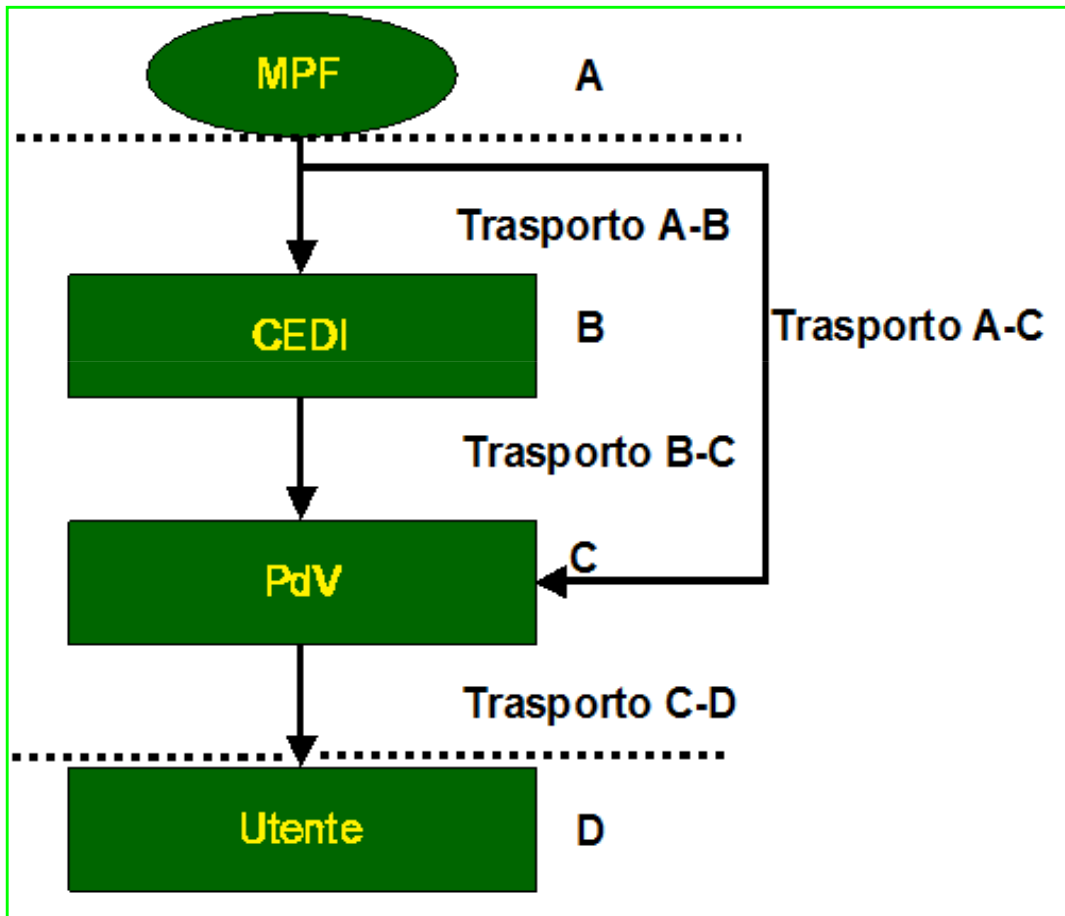 MPF
A
Trasporto A-B
CEDI
B
Trasporto A-C
Trasporto B-C
PdV
C
Trasporto C-D
Utente
D